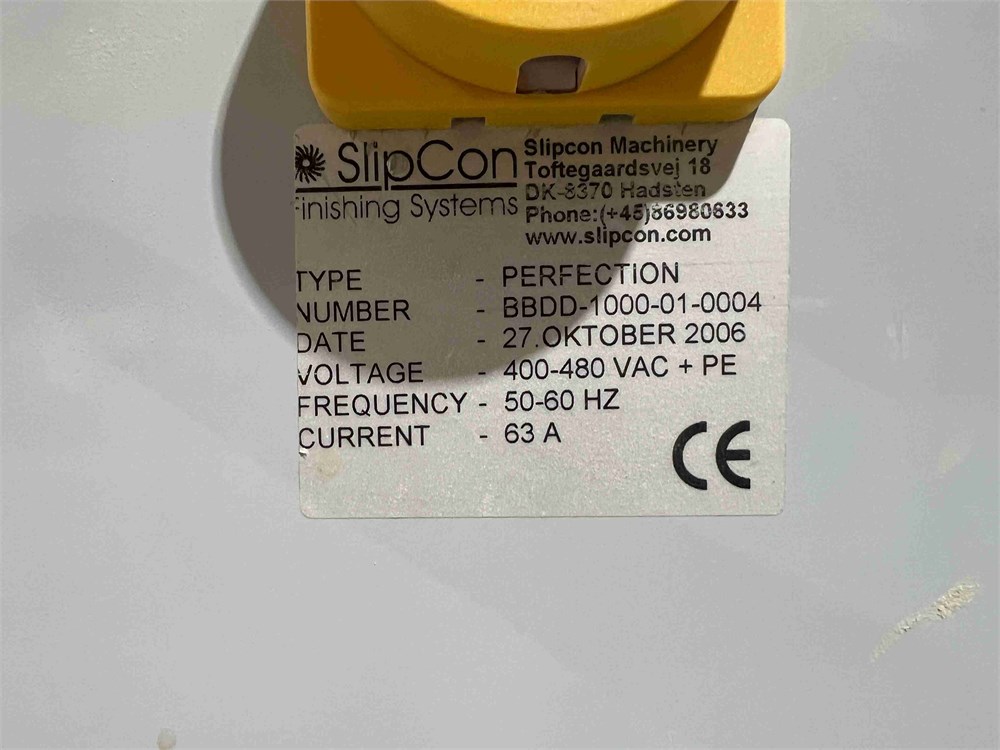 SlipCon
Finishing Systems
Slipcon Machinery
Toftegaardsvej 18
DK-8370 Hadsten
Phone:(+45)86980633
www.slipcon.com
TYPE - PERFECTION
NUMBER - BBDD-1000-01-0004
DATE - 27.OKTOBER 2006
VOLTAGE - 400-480 VAC + PE
FREQUENCY - 50-60 HZ
CURRENT - 63 A
CE